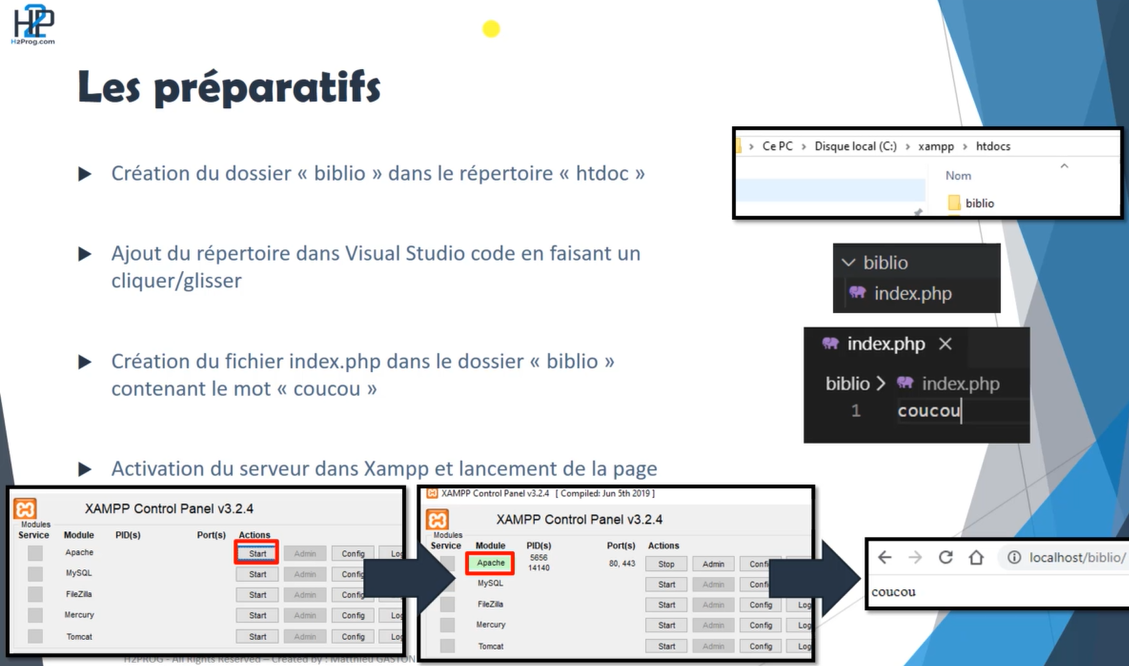 H2P
H2Prog.com
Les préparatifs
Création du dossier « biblio » dans le répertoire « htdoc »
Ajout du répertoire dans Visual Studio code en faisant un
cliquer/glisser
Création du fichier index.php dans le dossier « biblio »
contenant le mot « coucou »
Activation du serveur dans Xampp et lancement de la page
Ce PC > Disque local (C:) > xampp > htdocs
Nom
biblio
biblio
index.php
index.php ×
biblio > index.php
1 coucou
XAMPP Control Panel v3.2.4
Modules
Service Module PID(s) Port(s) Actions
Apache Start Admin Config
MySQL Start Admin Config
FileZilla Start Admin Config
Mercury Start Admin Config
Tomcat Start Admin Config
XAMPP Control Panel v3.2.4 [ Compiled: Jun 5th 2019 ]
XAMPP Control Panel v3.2.4
Modules
Service Module PID(s) Port(s) Actions
Apache 5656 14140 80, 443 Stop Admin
MySQL Start Admin
FileZilla Start Admin Config
Mercury Start Admin Config
Tomcat Start Admin Config
localhost/biblio/
coucou
H2PROG - All Rights Reserved – Created by : Matthieu GASTON